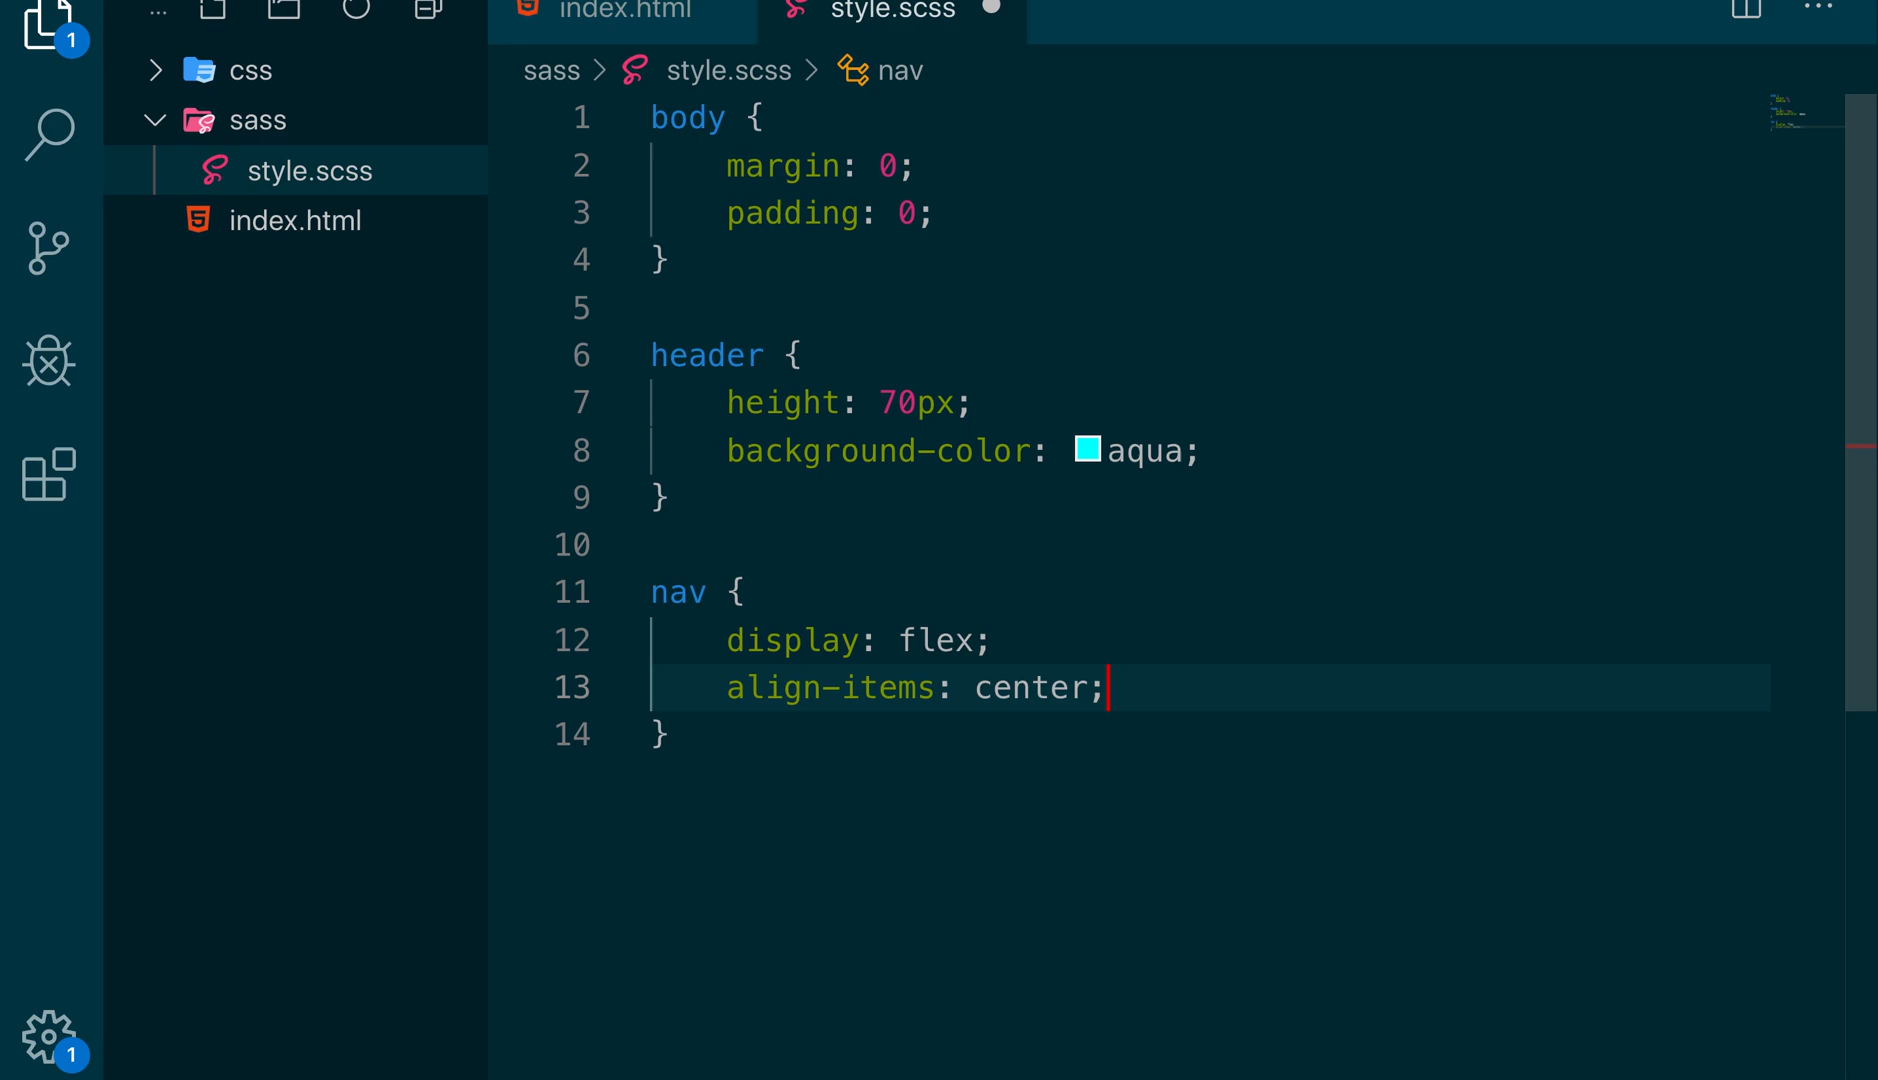 1
...
index.html
style.scss
...
css
sass
style.scss
index.html
sass > style.scss > nav
1 body {
2 margin: 0;
3 padding: 0;
4 }
5
6 header {
7 height: 70px;
8 background-color: aqua;
9 }
10
11 nav {
12 display: flex;
13 align-items: center;
14 }
1